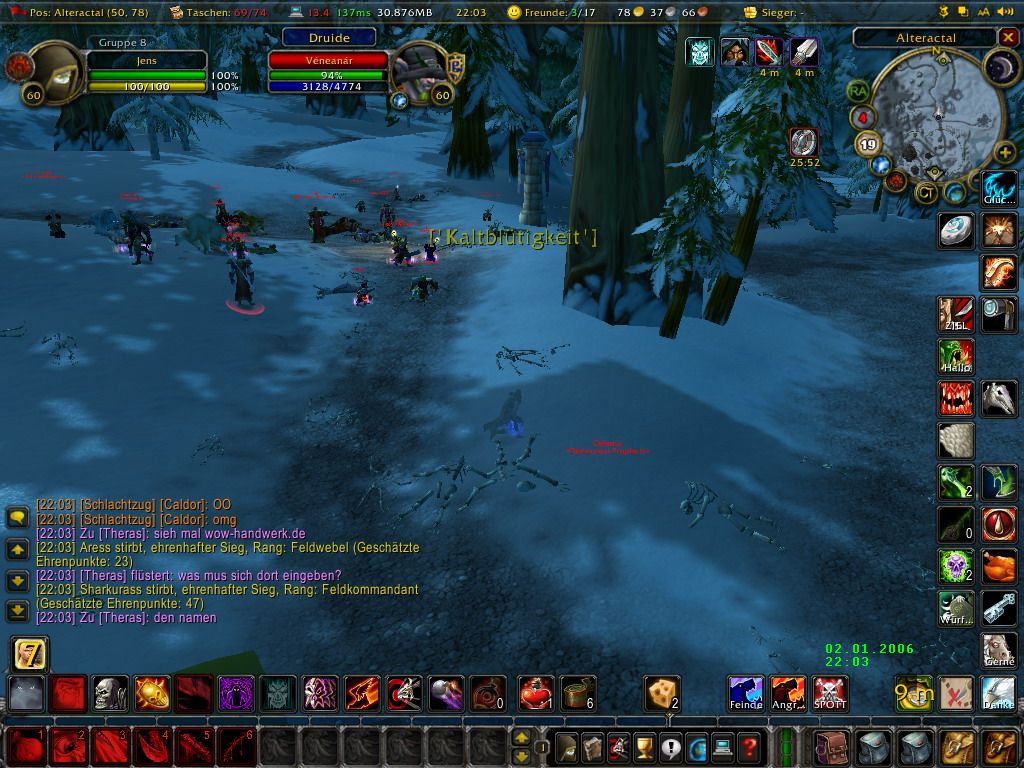 Pos: Alteractal (50, 78)
Taschen: 69/74
13.4 137ms 30.876MB
22:03
Freunde: 3/17
78 37 66
Sieger: -
Gruppe 8
Jens
100%
100/100 100%
60
Druide
Véneanár
94%
3128/4774
60
4 m
4 m
25:52
Alteractal
N
RA
4
19
CT
['Kaltblütigkeit']
ZIEL
Hallo
2
0
2
Würf...
Gerne
[22:03] [Schlachtzug] [Caldor]: OO
[22:03] [Schlachtzug] [Caldor]: omg
[22:03] Zu [Theras]: sieh mal wow-handwerk.de
[22:03] Aress stirbt, ehrenhafter Sieg, Rang: Feldwebel (Geschätzte
Ehrenpunkte: 23)
[22:03] [Theras] flüstert: was mus sich dort eingeben?
[22:03] Sharkurass stirbt, ehrenhafter Sieg, Rang: Feldkommandant
(Geschätzte Ehrenpunkte: 47)
[22:03] Zu [Theras]: den namen
02.01.2006
22:03
0 1 6 2
Feinde
Angr...
SPOTT
9 m
Danke
1 2 3 4 5 6
1